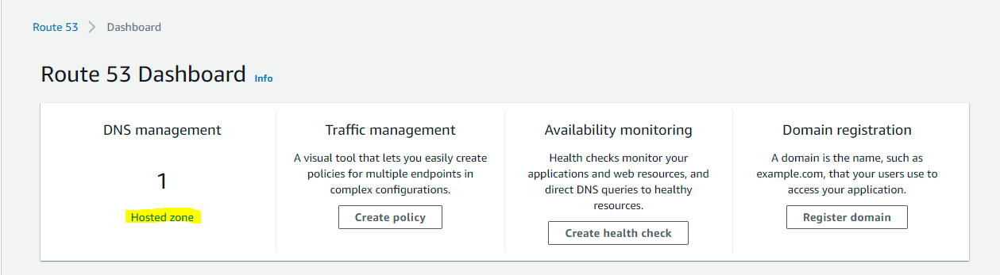 Route 53 > Dashboard
Route 53 Dashboard Info
DNS management
1
Hosted zone
Traffic management
A visual tool that lets you easily create
policies for multiple endpoints in
complex configurations.
Create policy
Availability monitoring
Health checks monitor your
applications and web resources, and
direct DNS queries to healthy
resources.
Create health check
Domain registration
A domain is the name, such as
example.com, that your users use to
access your application.
Register domain